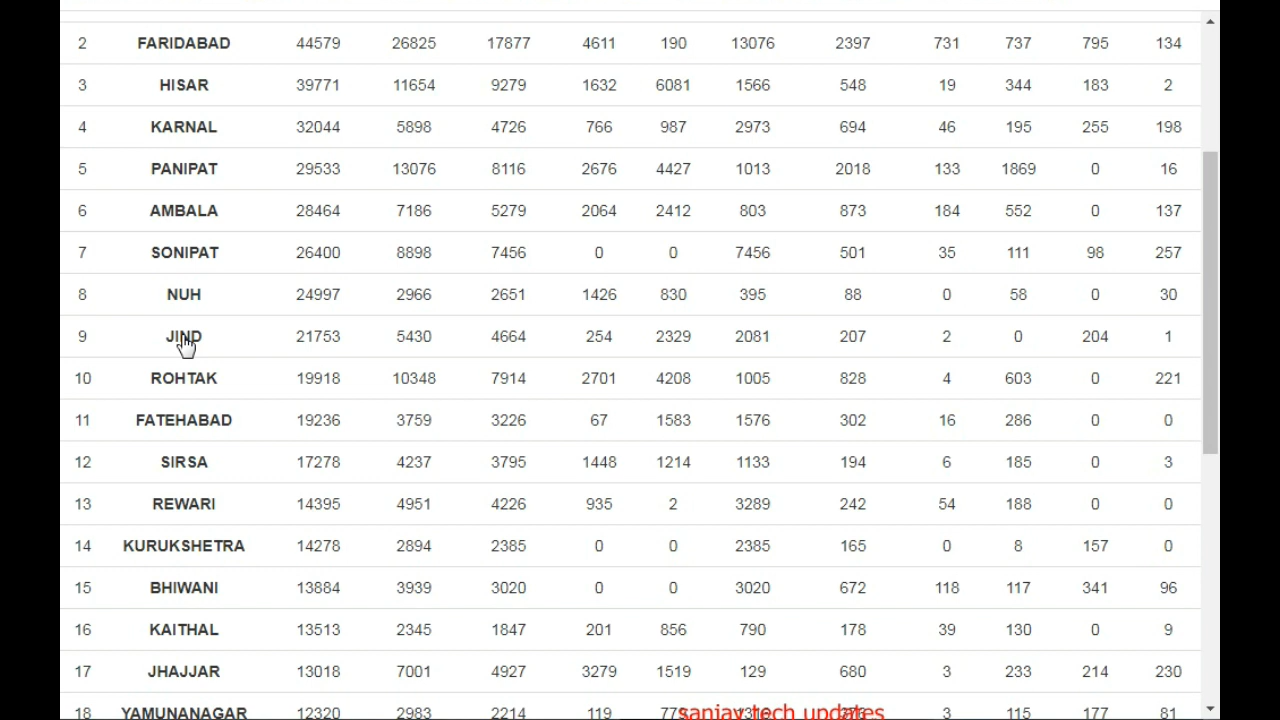 2 FARIDABAD 44579 26825 17877 4611 190 13076 2397 731 737 795 134
3 HISAR 39771 11654 9279 1632 6081 1566 548 19 344 183 2
4 KARNAL 32044 5898 4726 766 987 2973 694 46 195 255 198
5 PANIPAT 29533 13076 8116 2676 4427 1013 2018 133 1869 0 16
6 AMBALA 28464 7186 5279 2064 2412 803 873 184 552 0 137
7 SONIPAT 26400 8898 7456 0 0 7456 501 35 111 98 257
8 NUH 24997 2966 2651 1426 830 395 88 0 58 0 30
9 JIND 21753 5430 4664 254 2329 2081 207 2 0 204 1
10 ROHTAK 19918 10348 7914 2701 4208 1005 828 4 603 0 221
11 FATEHABAD 19236 3759 3226 67 1583 1576 302 16 286 0 0
12 SIRSA 17278 4237 3795 1448 1214 1133 194 6 185 0 3
13 REWARI 14395 4951 4226 935 2 3289 242 54 188 0 0
14 KURUKSHETRA 14278 2894 2385 0 0 2385 165 0 8 157 0
15 BHIWANI 13884 3939 3020 0 0 3020 672 118 117 341 96
16 KAITHAL 13513 2345 1847 201 856 790 178 39 130 0 9
17 JHAJJAR 13018 7001 4927 3279 1519 129 680 3 233 214 230
18 YAMUNANAGAR 12320 2983 2214 119 3 115 177 81
sanjay tech updates